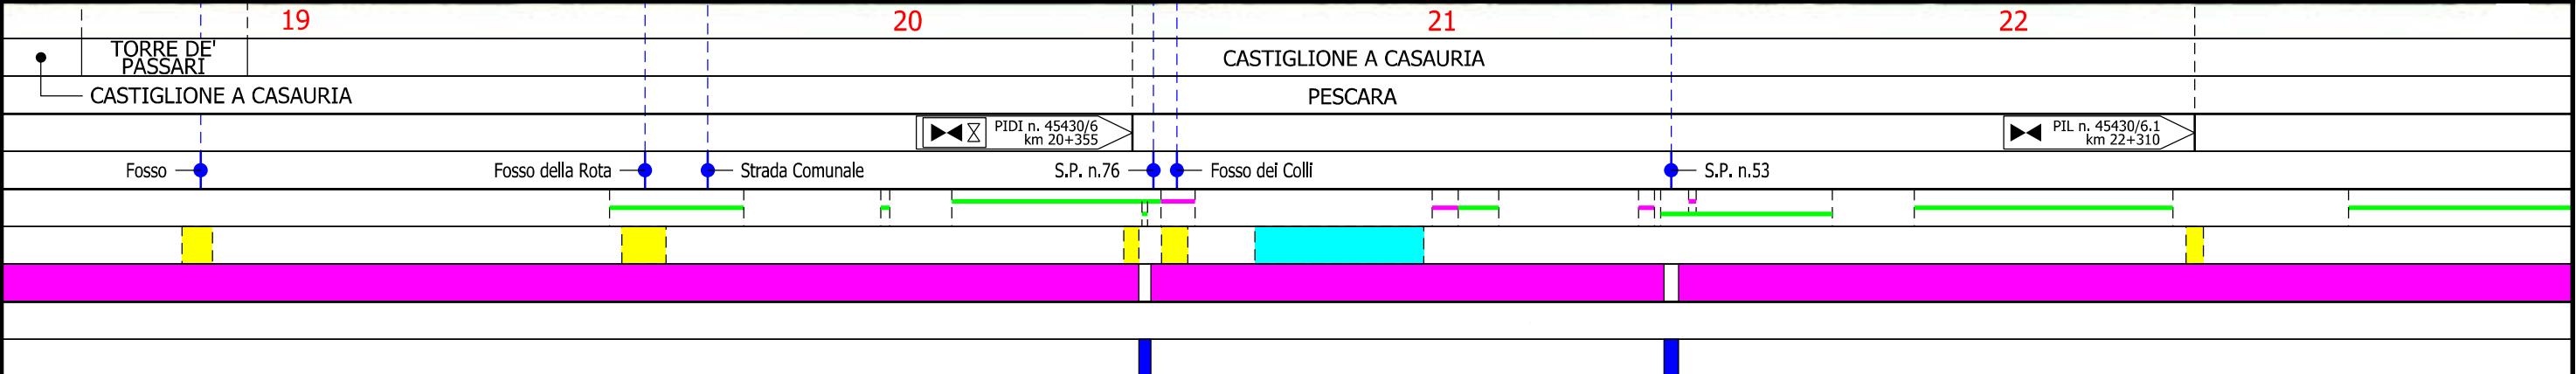 19 20 21 22
TORRE DE'
PASSARI
CASTIGLIONE A CASAURIA
CASTIGLIONE A CASAURIA
PESCARA
PIDI n. 45430/6
km 20+355
PIL n. 45430/6.1
km 22+310
Fosso
Fosso della Rota
Strada Comunale
S.P. n.76
Fosso dei Colli
S.P. n.53